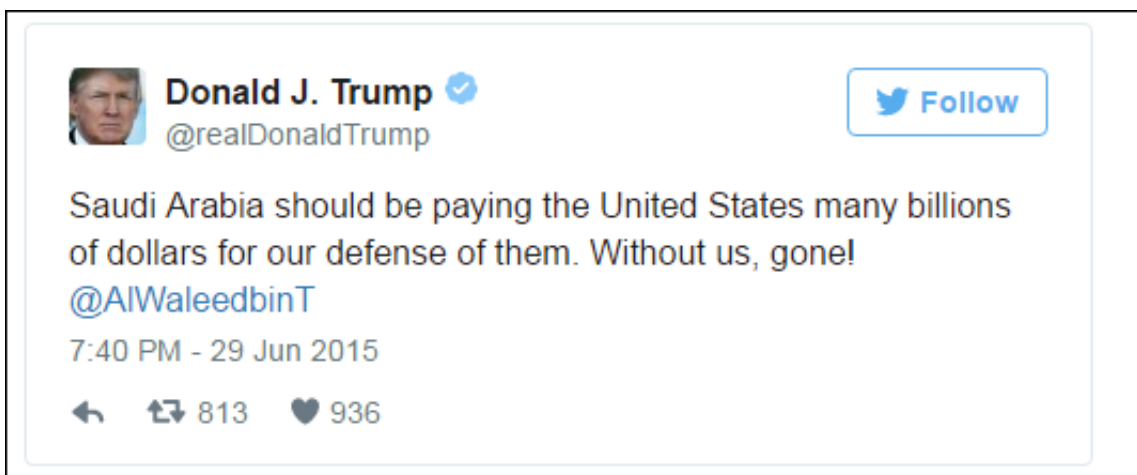 Donald J. Trump
@realDonaldTrump
Follow
Saudi Arabia should be paying the United States many billions
of dollars for our defense of them. Without us, gone!
@AlWaleedbinT
7:40 PM - 29 Jun 2015
813 936